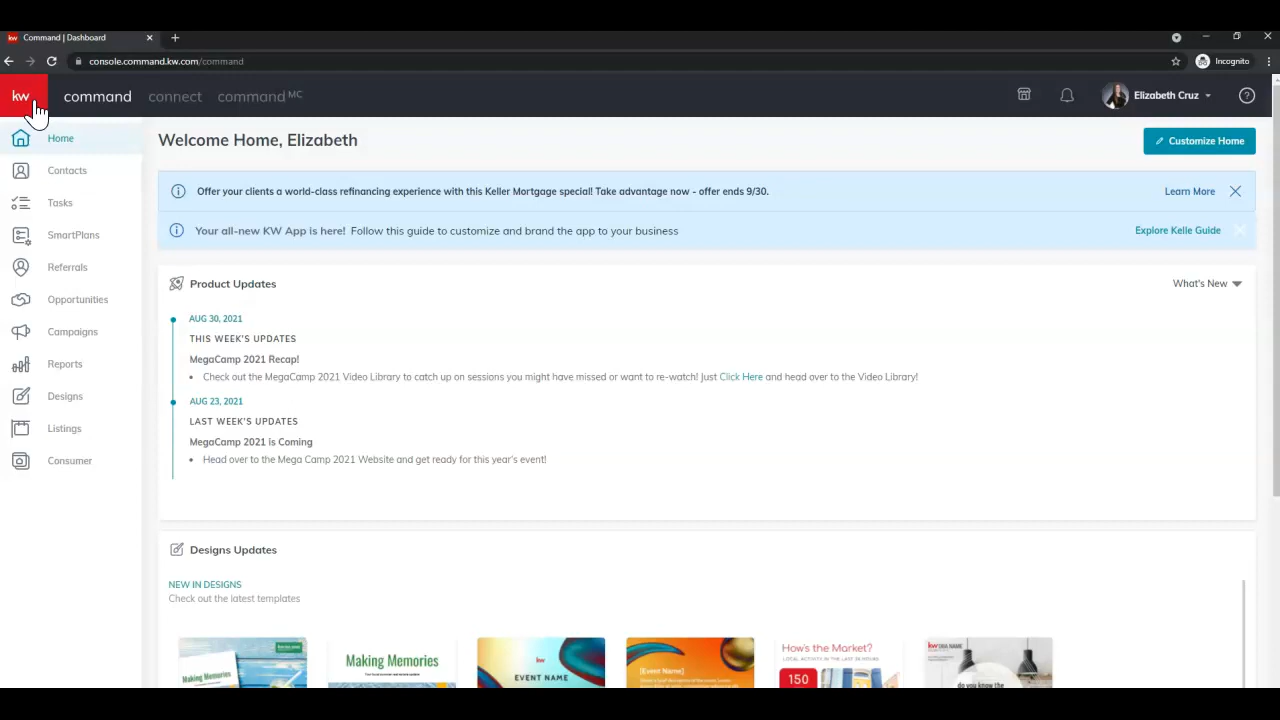 Command | Dashboard
console.command.kw.com/command
Incognito
kw
command
connect
command MC
Elizabeth Cruz
Home
Contacts
Tasks
SmartPlans
Referrals
Opportunities
Campaigns
Reports
Designs
Listings
Consumer
Welcome Home, Elizabeth
Customize Home
Offer your clients a world-class refinancing experience with this Keller Mortgage special! Take advantage now - offer ends 9/30.
Learn More
Your all-new KW App is here! Follow this guide to customize and brand the app to your business
Explore Kelle Guide
Product Updates
What's New
AUG 30, 2021
THIS WEEK'S UPDATES
MegaCamp 2021 Recap!
Check out the MegaCamp 2021 Video Library to catch up on sessions you might have missed or want to re-watch! Just Click Here and head over to the Video Library!
AUG 23, 2021
LAST WEEK'S UPDATES
MegaCamp 2021 is Coming
Head over to the Mega Camp 2021 Website and get ready for this year's event!
Designs Updates
NEW IN DESIGNS
Check out the latest templates
Making Memories
Making Memories
kw
EVENT NAME
[Event Name]
How's the Market?
LOCAL ACTIVITY IN THE LAST 24 HOURS
150
do you know the